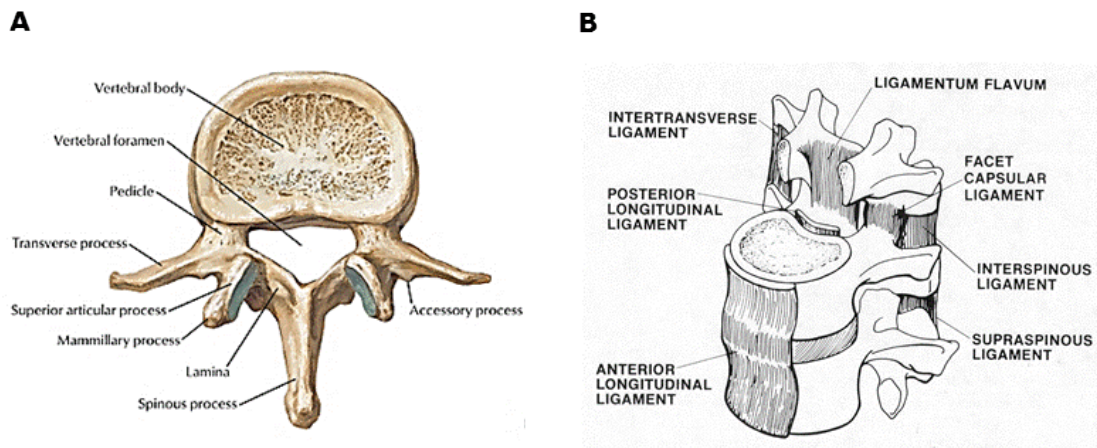 A
Vertebral body
Vertebral foramen
Pedicle
Transverse process
Superior articular process
Mammillary process
Lamina
Spinous process
Accessory process
B
LIGAMENTUM FLAVUM
INTERTRANSVERSE
LIGAMENT
FACET
CAPSULAR
LIGAMENT
POSTERIOR
LONGITUDINAL
LIGAMENT
INTERSPINOUS
LIGAMENT
SUPRASPINOUS
LIGAMENT
ANTERIOR
LONGITUDINAL
LIGAMENT